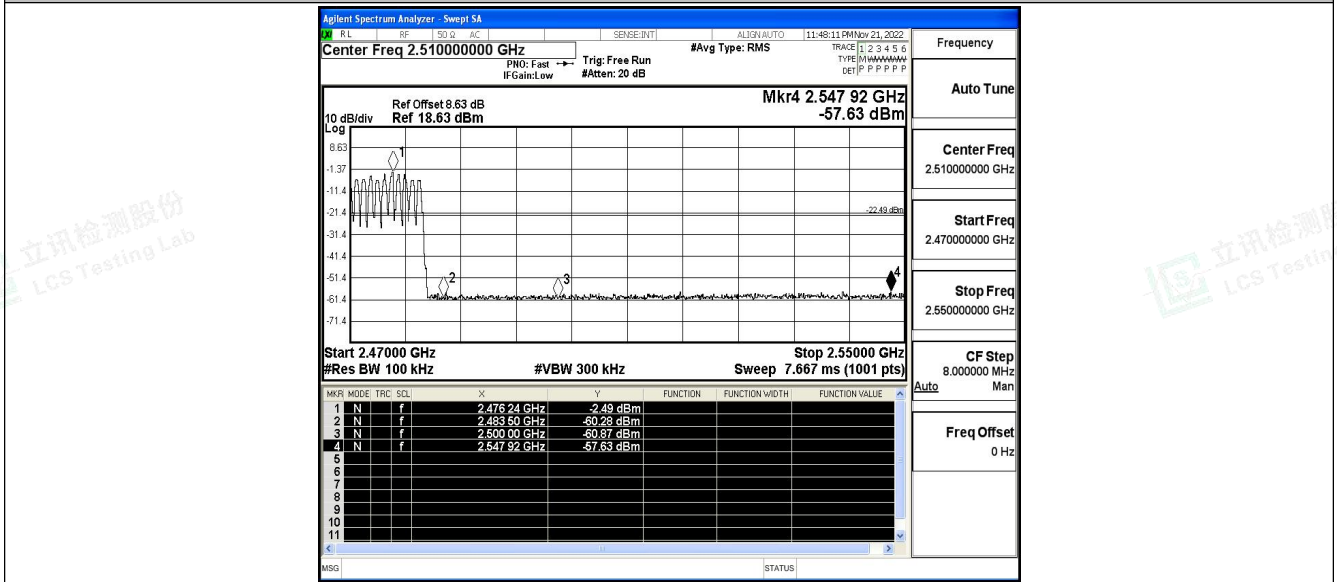 Agilent Spectrum Analyzer - Swept SA
LXI RL RF 50 Ω AC SENSE:INT ALIGNAUTO 11:48:11 PM Nov 21, 2022
Center Freq 2.510000000 GHz
PNO: Fast
IFGain:Low
Trig: Free Run
#Atten: 20 dB
#Avg Type: RMS
TRACE 1 2 3 4 5 6
TYPE MWWWWW
DET P P P P P P
Ref Offset 8.63 dB
10 dB/div Ref 18.63 dBm
Log
Mkr4 2.547 92 GHz
-57.63 dBm
8.63
-1.37
-11.4
-21.4
-31.4
-41.4
-51.4
-61.4
-71.4
1
2
3
4
-22.49 dBm
Start 2.47000 GHz Stop 2.55000 GHz
#Res BW 100 kHz #VBW 300 kHz Sweep 7.667 ms (1001 pts)
MKR MODE TRC SCL X Y FUNCTION FUNCTION WIDTH FUNCTION VALUE
1 N f 2.476 24 GHz -2.49 dBm
2 N f 2.483 50 GHz -60.28 dBm
3 N f 2.500 00 GHz -60.87 dBm
4 N f 2.547 92 GHz -57.63 dBm
5
6
7
8
9
10
11
MSG STATUS
Frequency
Auto Tune
Center Freq
2.510000000 GHz
Start Freq
2.470000000 GHz
Stop Freq
2.550000000 GHz
CF Step
8.000000 MHz
Auto Man
Freq Offset
0 Hz
立讯检测股份
LCS Testing Lab
立讯检测股
LCS Testin